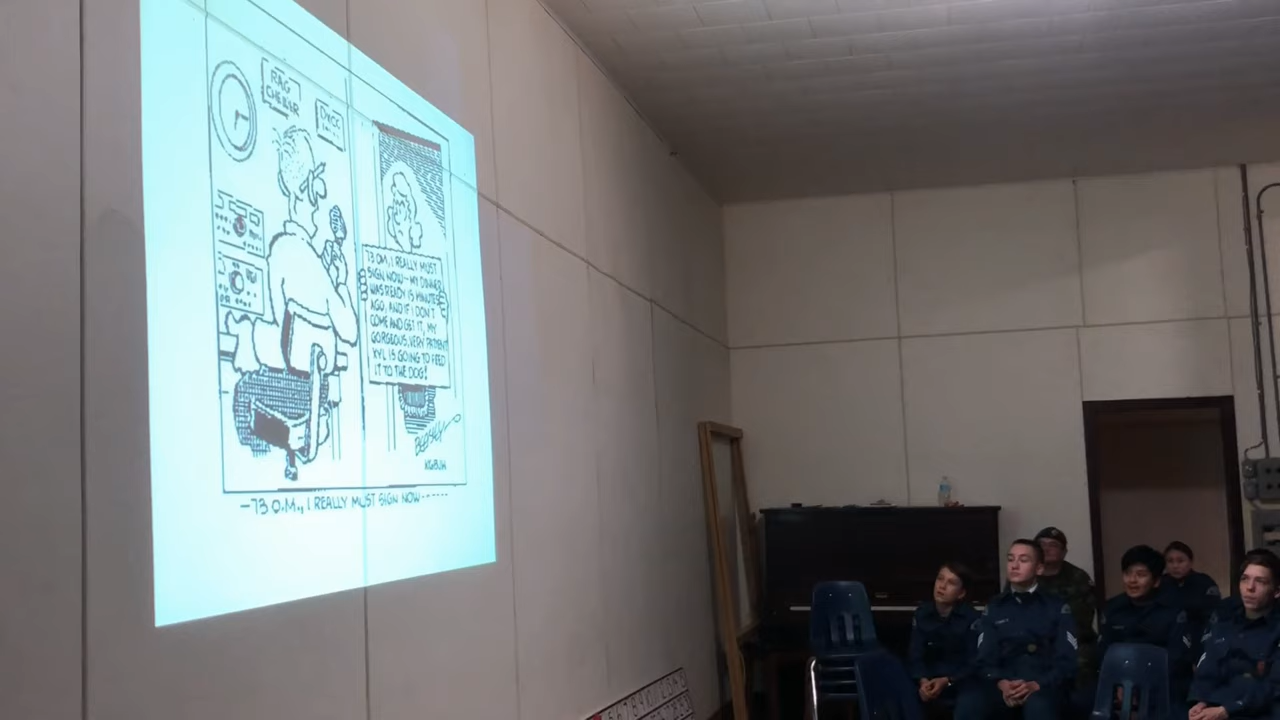 RAG
CHEWER
DXCC
73 OM, I REALLY MUST
SIGN NOW - MY DINNER
WAS READY 15 MINUTES
AGO, AND IF I DON'T
COME AND GET IT, MY
GORGEOUS, VERY PATIENT
XYL IS GOING TO FEED
IT TO THE DOG!
-73 O.M., I REALLY MUST SIGN NOW------